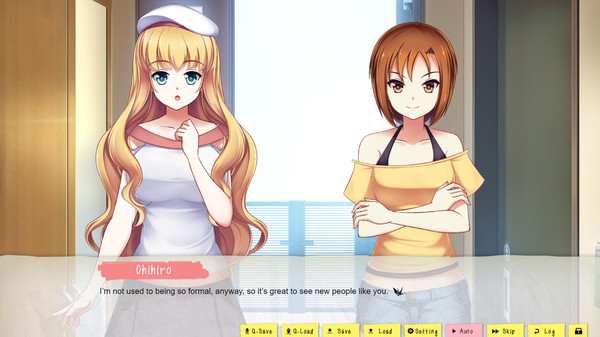 Chihiro
I'm not used to being so formal, anyway, so it's great to see new people like you.
Q.Save
Q.Load
Save
Load
Setting
Auto
Skip
Log